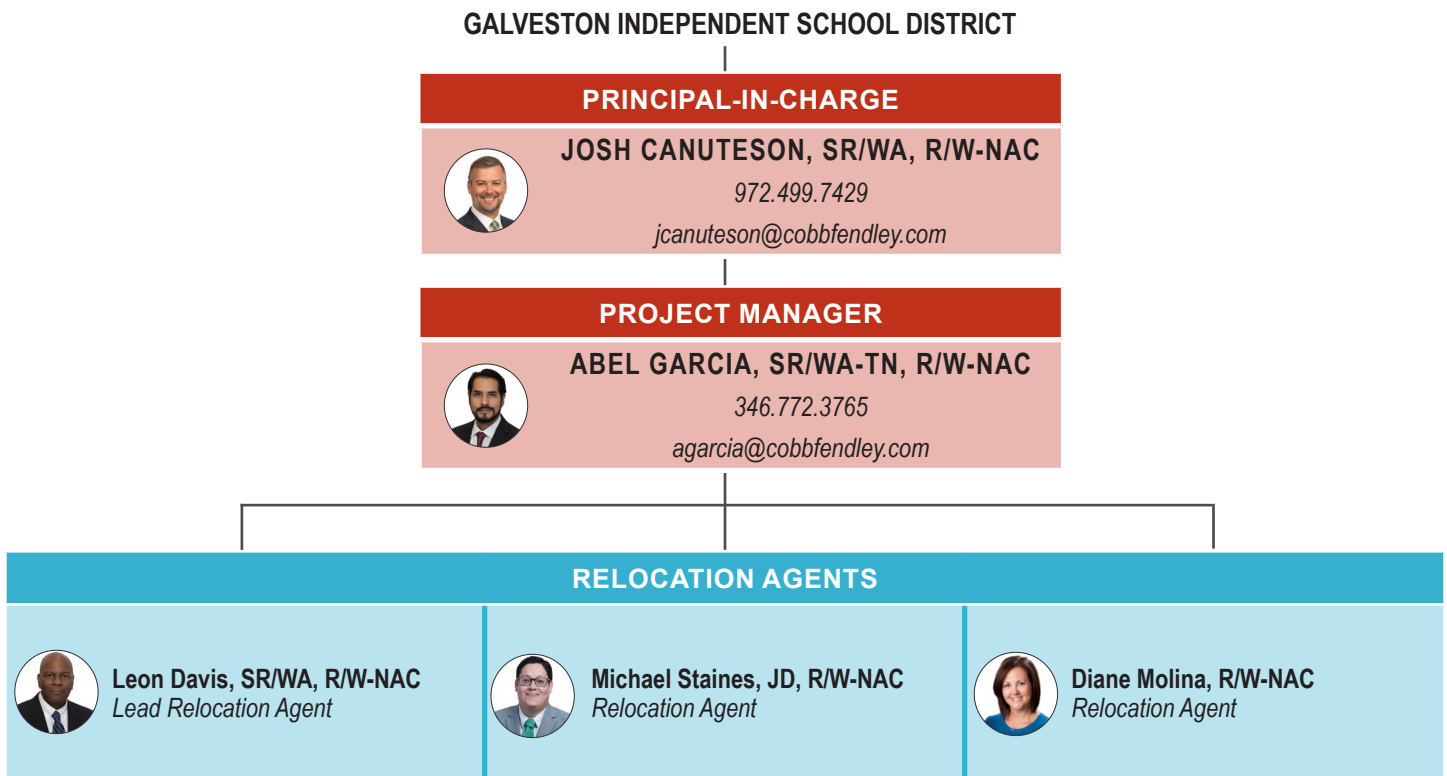 GALVESTON INDEPENDENT SCHOOL DISTRICT
PRINCIPAL-IN-CHARGE
JOSH CANUTESON, SR/WA, R/W-NAC
972.499.7429
jcanuteson@cobbfendley.com
PROJECT MANAGER
ABEL GARCIA, SR/WA-TN, R/W-NAC
346.772.3765
agarcia@cobbfendley.com
RELOCATION AGENTS
Leon Davis, SR/WA, R/W-NAC
Lead Relocation Agent
Michael Staines, JD, R/W-NAC
Relocation Agent
Diane Molina, R/W-NAC
Relocation Agent